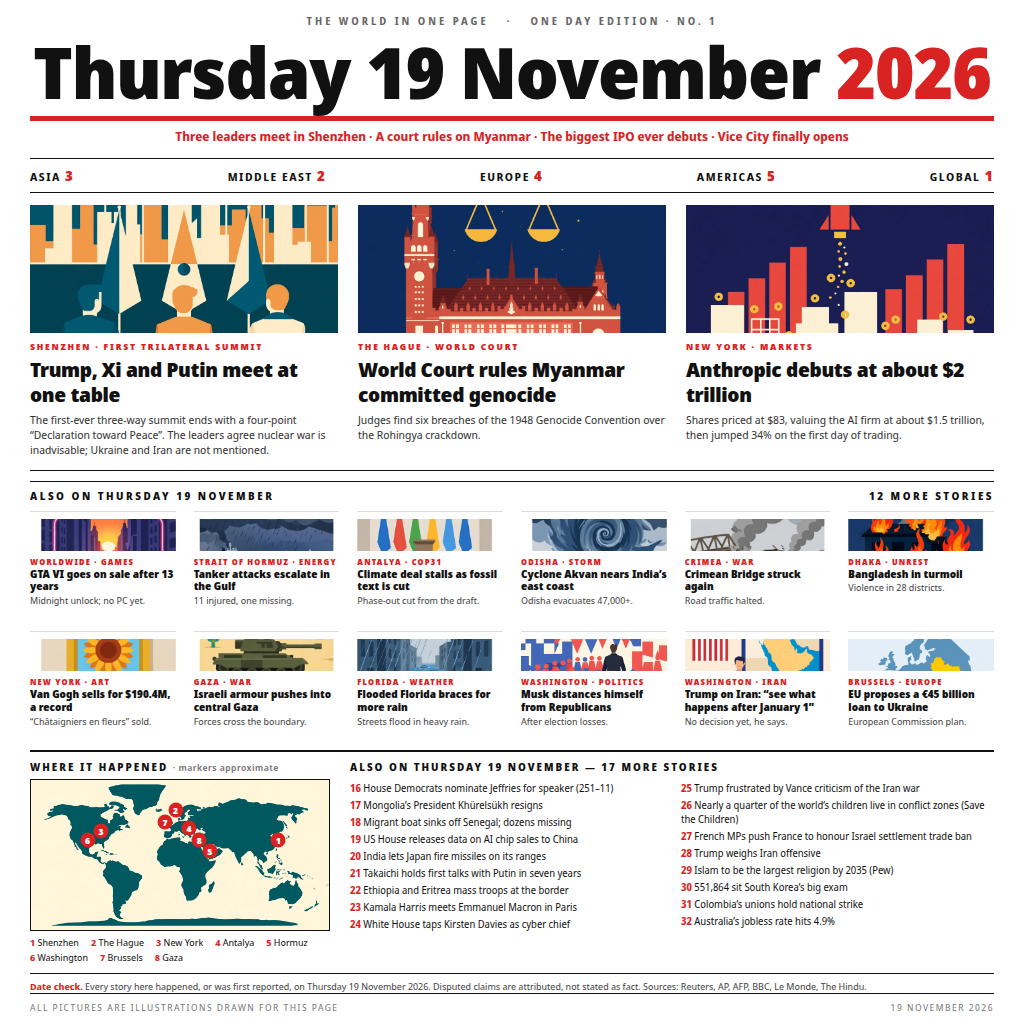 THE WORLD IN ONE PAGE · ONE DAY EDITION · NO. 1
Thursday 19 November 2026
Three leaders meet in Shenzhen · A court rules on Myanmar · The biggest IPO ever debuts · Vice City finally opens
ASIA 3
MIDDLE EAST 2
EUROPE 4
AMERICAS 5
GLOBAL 1
SHENZHEN · FIRST TRILATERAL SUMMIT
Trump, Xi and Putin meet at
one table
The first-ever three-way summit ends with a four-point
“Declaration toward Peace”. The leaders agree nuclear war is
inadvisable; Ukraine and Iran are not mentioned.
THE HAGUE · WORLD COURT
World Court rules Myanmar
committed genocide
Judges find six breaches of the 1948 Genocide Convention over
the Rohingya crackdown.
NEW YORK · MARKETS
Anthropic debuts at about $2
trillion
Shares priced at $83, valuing the AI firm at about $1.5 trillion,
then jumped 34% on the first day of trading.
ALSO ON THURSDAY 19 NOVEMBER
12 MORE STORIES
WORLDWIDE · GAMES
GTA VI goes on sale after 13
years
Midnight unlock; no PC yet.
STRAIT OF HORMUZ · ENERGY
Tanker attacks escalate in
the Gulf
11 injured, one missing.
ANTALYA · COP31
Climate deal stalls as fossil
text is cut
Phase-out cut from the draft.
ODISHA · STORM
Cyclone Akvan nears India’s
east coast
Odisha evacuates 47,000+.
CRIMEA · WAR
Crimean Bridge struck
again
Road traffic halted.
DHAKA · UNREST
Bangladesh in turmoil
Violence in 28 districts.
NEW YORK · ART
Van Gogh sells for $190.4M,
a record
“Châtaigniers en fleurs” sold.
GAZA · WAR
Israeli armour pushes into
central Gaza
Forces cross the boundary.
FLORIDA · WEATHER
Flooded Florida braces for
more rain
Streets flood in heavy rain.
WASHINGTON · POLITICS
Musk distances himself
from Republicans
After election losses.
WASHINGTON · IRAN
Trump on Iran: “see what
happens after January 1”
No decision yet, he says.
BRUSSELS · EUROPE
EU proposes a €45 billion
loan to Ukraine
European Commission plan.
WHERE IT HAPPENED · markers approximate
2
3
7
4
6
8
1
5
1 Shenzhen 2 The Hague 3 New York 4 Antalya 5 Hormuz
6 Washington 7 Brussels 8 Gaza
ALSO ON THURSDAY 19 NOVEMBER — 17 MORE STORIES
16 House Democrats nominate Jeffries for speaker (251–11)
17 Mongolia’s President Khürelsükh resigns
18 Migrant boat sinks off Senegal; dozens missing
19 US House releases data on AI chip sales to China
20 India lets Japan fire missiles on its ranges
21 Takaichi holds first talks with Putin in seven years
22 Ethiopia and Eritrea mass troops at the border
23 Kamala Harris meets Emmanuel Macron in Paris
24 White House taps Kirsten Davies as cyber chief
25 Trump frustrated by Vance criticism of the Iran war
26 Nearly a quarter of the world’s children live in conflict zones (Save
the Children)
27 French MPs push France to honour Israel settlement trade ban
28 Trump weighs Iran offensive
29 Islam to be the largest religion by 2035 (Pew)
30 551,864 sit South Korea’s big exam
31 Colombia’s unions hold national strike
32 Australia’s jobless rate hits 4.9%
Date check. Every story here happened, or was first reported, on Thursday 19 November 2026. Disputed claims are attributed, not stated as fact. Sources: Reuters, AP, AFP, BBC, Le Monde, The Hindu.
ALL PICTURES ARE ILLUSTRATIONS DRAWN FOR THIS PAGE
19 NOVEMBER 2026